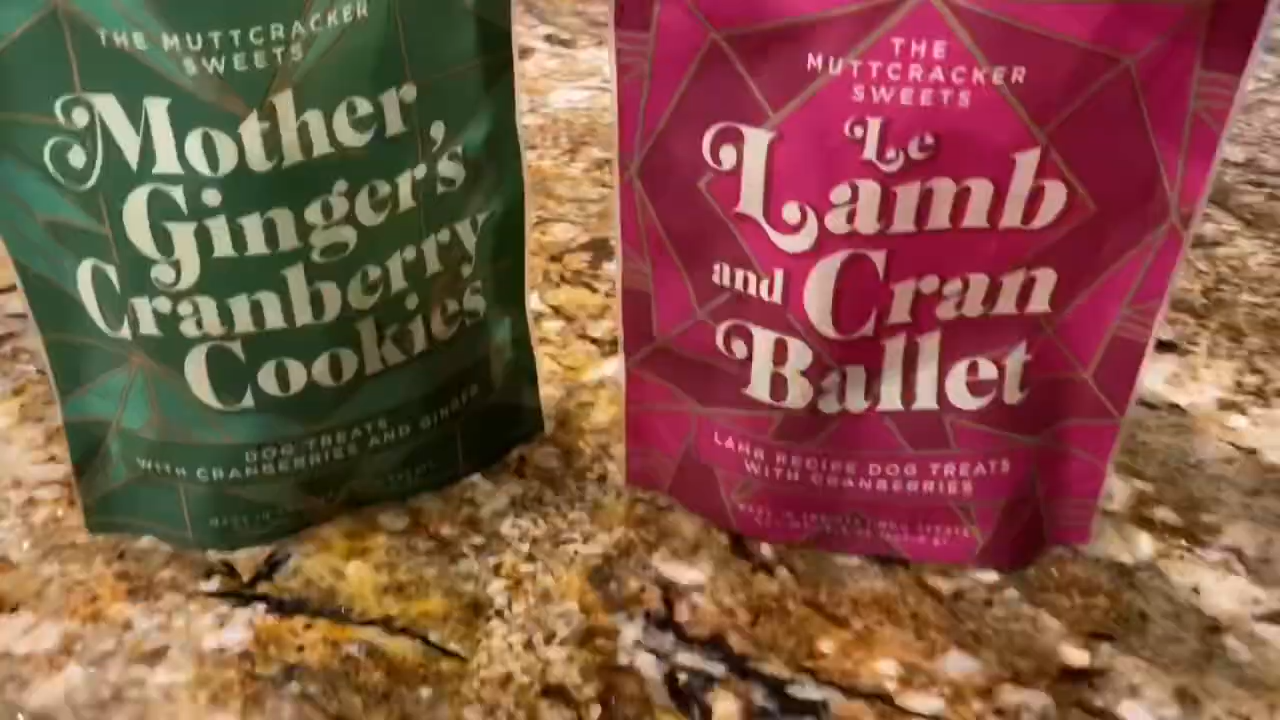 THE MUTTCRACKER
SWEETS
Mother
Ginger's
Cranberry
Cookies
DOG TREATS
WITH CRANBERRIES AND GINGER
THE
MUTTCRACKER
SWEETS
Le
Lamb
and Cran
Ballet
LAMB RECIPE DOG TREATS
WITH CRANBERRIES